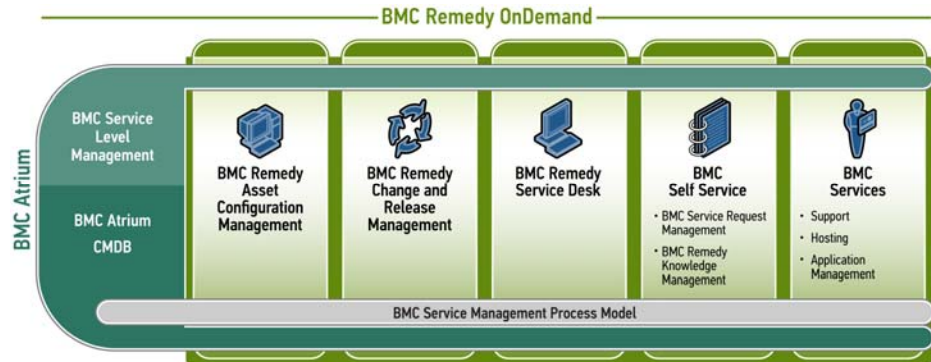 BMC Remedy OnDemand
BMC Atrium
BMC Service
Level
Management
BMC Atrium
CMDB
BMC Remedy
Asset
Configuration
Management
BMC Remedy
Change and
Release
Management
BMC Remedy
Service Desk
BMC
Self Service
• BMC Service Request
Management
• BMC Remedy
Knowledge
Management
BMC
Services
• Support
• Hosting
• Application
Management
BMC Service Management Process Model